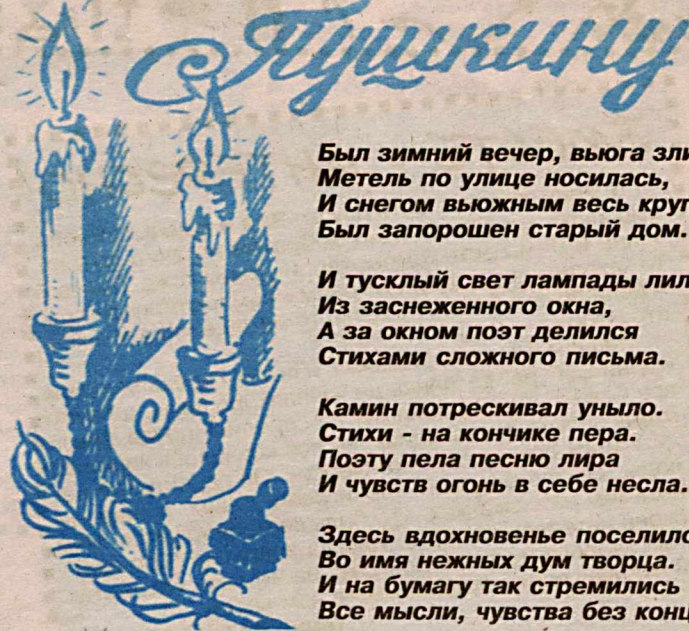 Пушкину
Был зимний вечер, вьюга зли
Метель по улице носилась,
И снегом вьюжным весь круг
Был запорошен старый дом.
И тусклый свет лампады лил
Из заснеженного окна,
А за окном поэт делился
Стихами сложного письма.
Камин потрескивал уныло.
Стихи - на кончике пера.
Поэту пела песню лира
И чувств огонь в себе несла.
Здесь вдохновенье поселило
Во имя нежных дум творца.
И на бумагу так стремились
Все мысли, чувства без конц